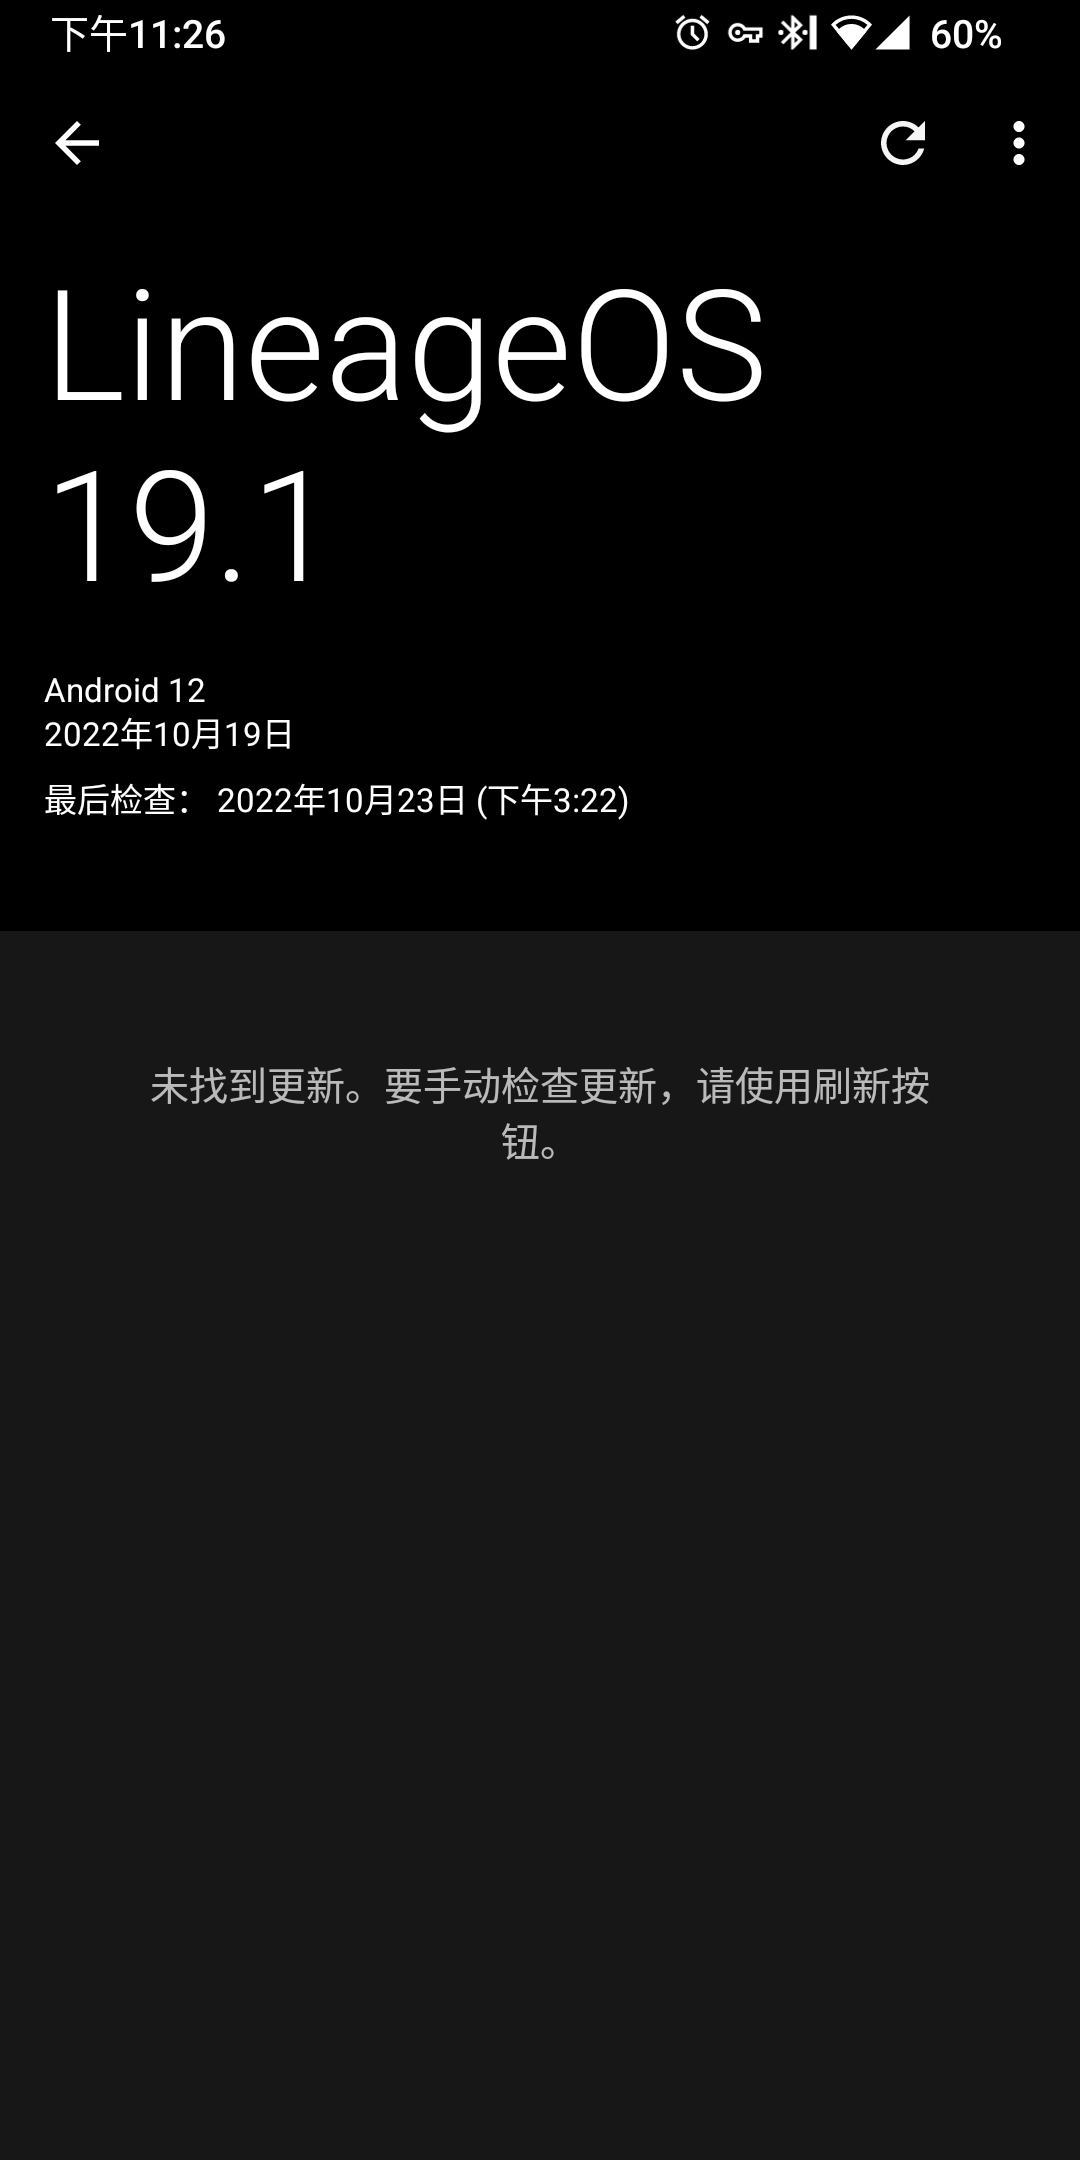 下午11:26
60%
LineageOS
19.1
Android 12
2022年10月19日
最后检查： 2022年10月23日 (下午3:22)
未找到更新。要手动检查更新，请使用刷新按
钮。